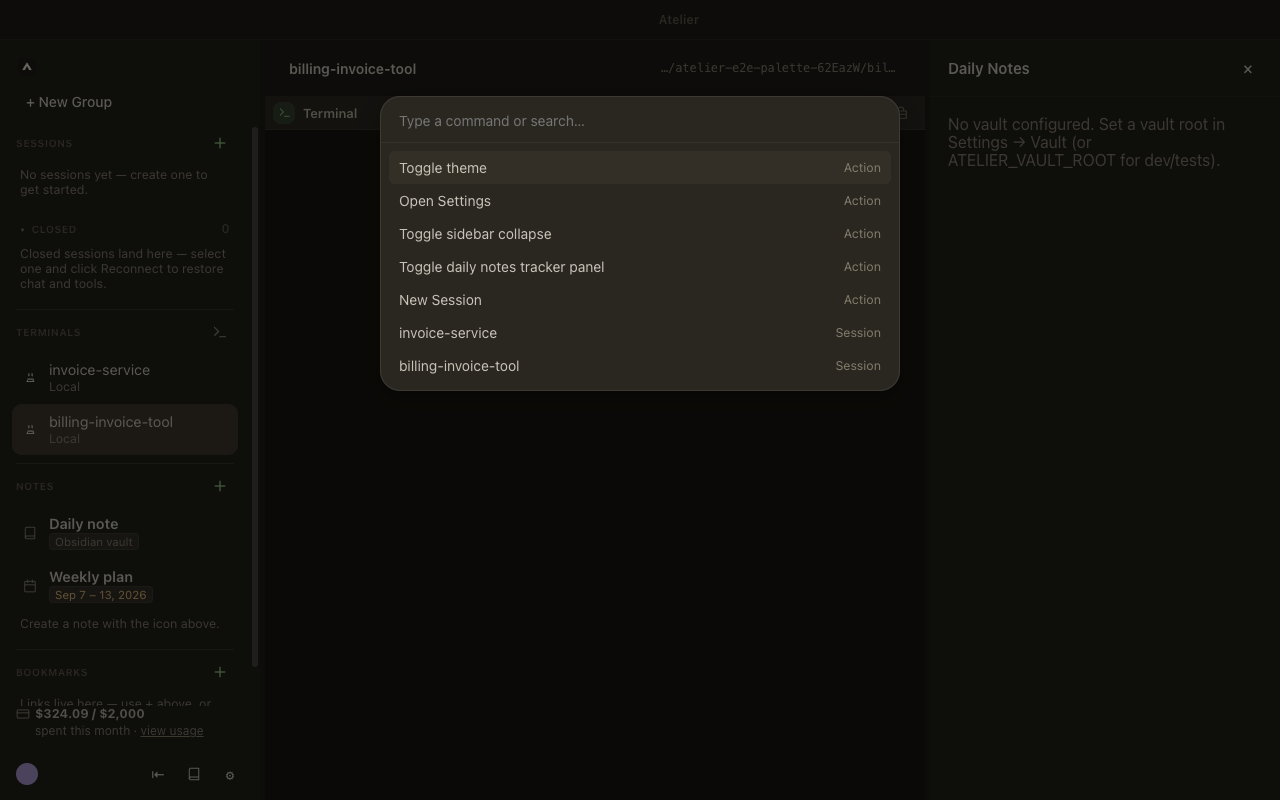 Atelier
+ New Group
SESSIONS
No sessions yet — create one to
get started.
CLOSED 0
Closed sessions land here — select
one and click Reconnect to restore
chat and tools.
TERMINALS
invoice-service
Local
billing-invoice-tool
Local
NOTES
Daily note
Obsidian vault
Weekly plan
Sep 7 – 13, 2026
Create a note with the icon above.
BOOKMARKS
Links live here — use + above, or
$324.09 / $2,000
spent this month · view usage
billing-invoice-tool
…/atelier-e2e-palette-62EazW/bil…
Terminal
Type a command or search...
Toggle theme Action
Open Settings Action
Toggle sidebar collapse Action
Toggle daily notes tracker panel Action
New Session Action
invoice-service Session
billing-invoice-tool Session
Daily Notes
No vault configured. Set a vault root in
Settings → Vault (or
ATELIER_VAULT_ROOT for dev/tests).